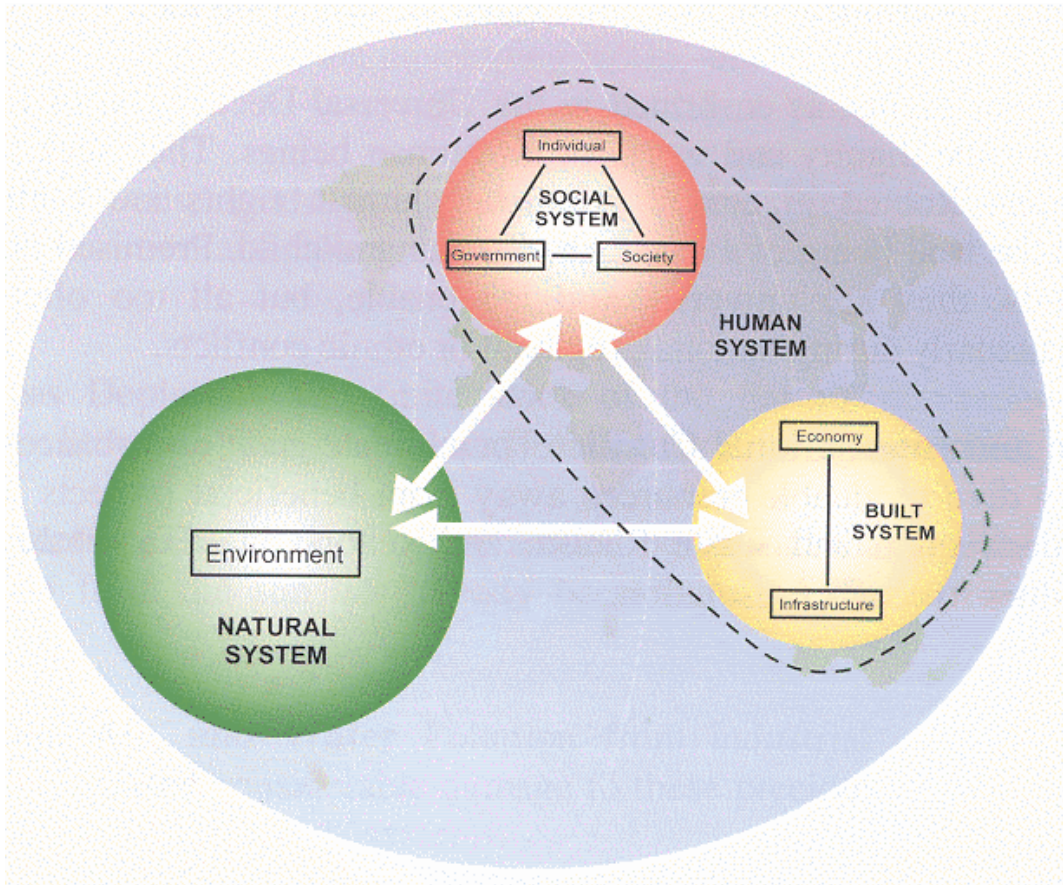 Individual
SOCIAL
SYSTEM
Government
Society
HUMAN
SYSTEM
Economy
BUILT
SYSTEM
Infrastructure
Environment
NATURAL
SYSTEM